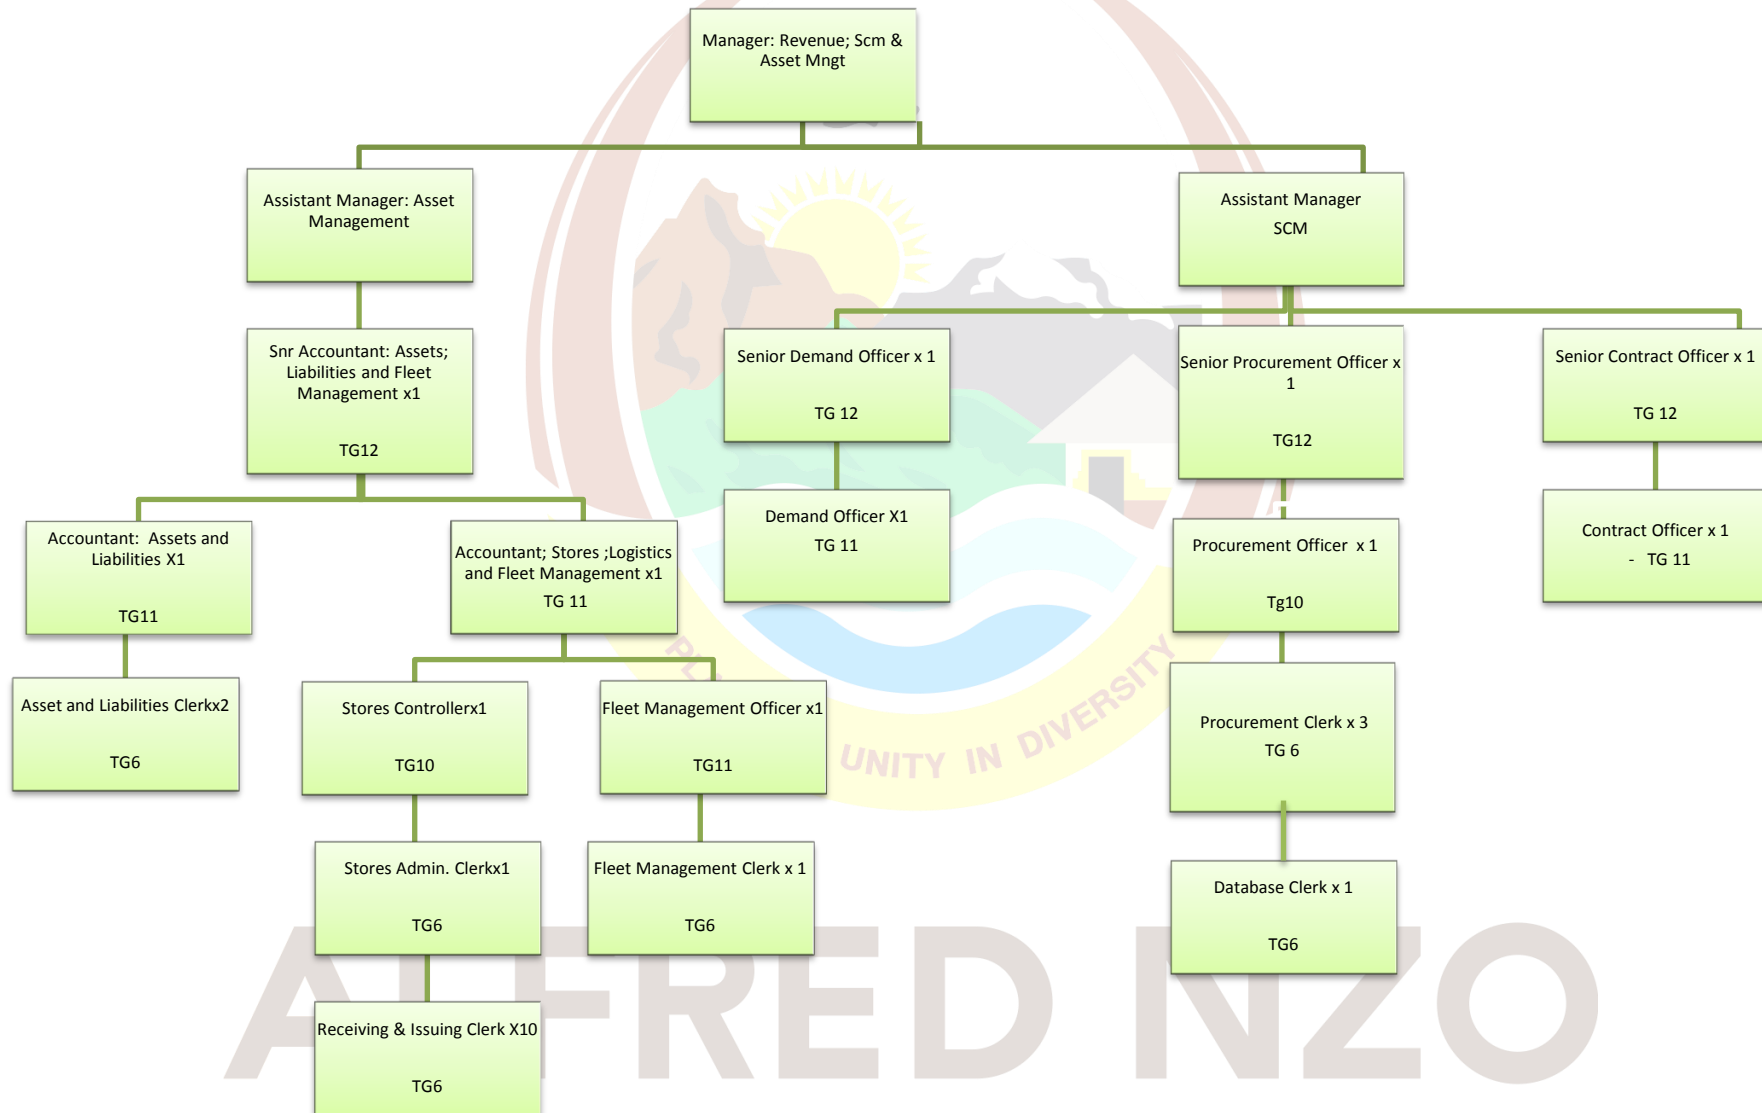 Manager: Revenue; Scm &
Asset Mngt
Assistant Manager: Asset
Management
Assistant Manager
SCM
Snr Accountant: Assets;
Liabilities and Fleet
Management x1
TG12
Senior Demand Officer x 1
TG 12
Senior Procurement Officer x
1
TG12
Senior Contract Officer x 1
TG 12
Accountant: Assets and
Liabilities X1
TG11
Accountant; Stores ;Logistics
and Fleet Management x1
TG 11
Demand Officer X1
TG 11
Procurement Officer x 1
Tg10
Contract Officer x 1
- TG 11
Asset and Liabilities Clerkx2
TG6
Stores Controllerx1
TG10
Fleet Management Officer x1
TG11
Procurement Clerk x 3
TG 6
Stores Admin. Clerkx1
TG6
Fleet Management Clerk x 1
TG6
Database Clerk x 1
TG6
Receiving & Issuing Clerk X10
TG6
UNITY IN DIVERSITY
ALFRED NZO